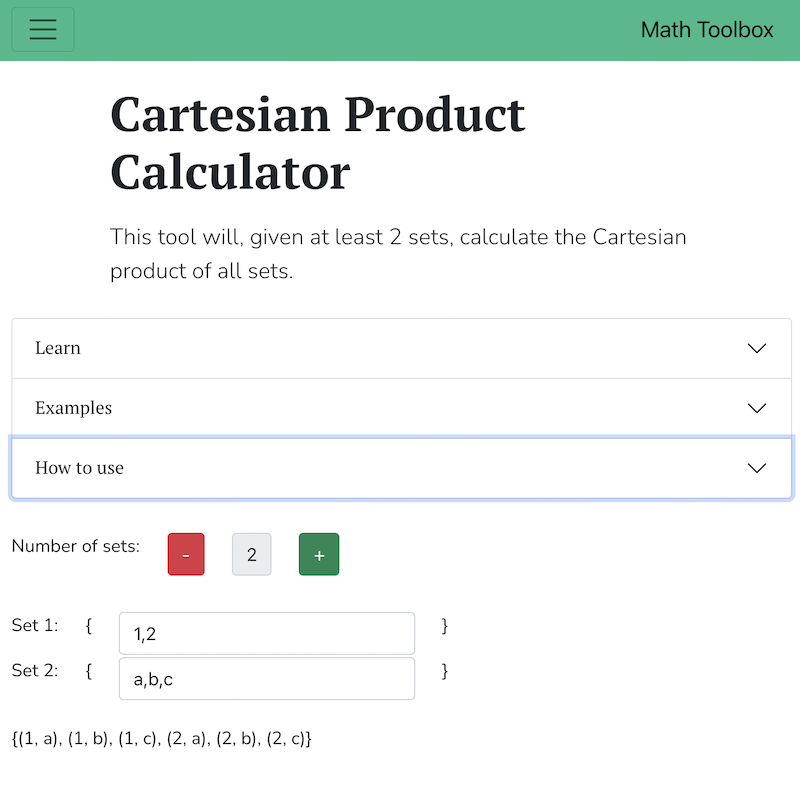 Math Toolbox
Cartesian Product
Calculator
This tool will, given at least 2 sets, calculate the Cartesian
product of all sets.
Learn
Examples
How to use
Number of sets: - 2 +
Set 1: { 1,2 }
Set 2: { a,b,c }
{(1, a), (1, b), (1, c), (2, a), (2, b), (2, c)}